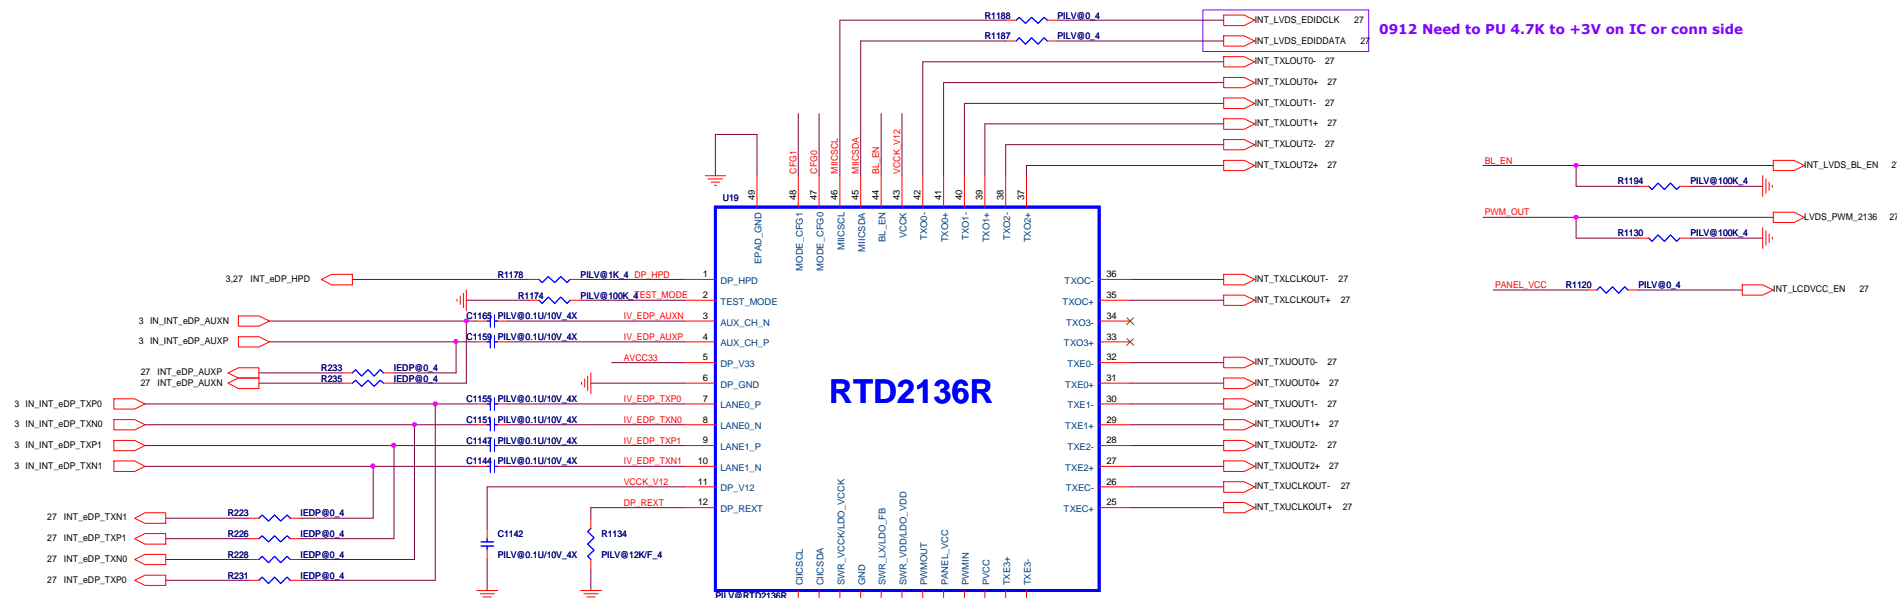 R1188 PILV@0_4 INT_LVDS_EDIDCLK 27
R1187 PILV@0_4 INT_LVDS_EDIDDATA 27
0912 Need to PU 4.7K to +3V on IC or conn side
INT_TXLOUT0- 27
INT_TXLOUT0+ 27
INT_TXLOUT1- 27
INT_TXLOUT1+ 27
INT_TXLOUT2- 27
INT_TXLOUT2+ 27
CFG1
CFG0
MIICSCL
MIICSDA
BL_EN
VCCK_V12
U19
49
48
47
46
45
44
43
42
41
40
39
38
37
EPAD_GND
MODE_CFG1
MODE_CFG0
MIICSCL
MIICSDA
BL_EN
VCCK
TXO0-
TXO0+
TXO1-
TXO1+
TXO2-
TXO2+
BL_EN INT_LVDS_BL_EN
R1194 PILV@100K_4
PWM_OUT LVDS_PWM_2136 27
R1130 PILV@100K_4
PANEL_VCC R1120 PILV@0_4 INT_LCDVCC_EN 27
3,27 INT_eDP_HPD R1178 PILV@1K_4 DP_HPD 1 DP_HPD
R1174 PILV@100K_4 TEST_MODE 2 TEST_MODE
3 IN_INT_eDP_AUXN C1165 PILV@0.1U/10V_4X IV_EDP_AUXN 3 AUX_CH_N
3 IN_INT_eDP_AUXP C1159 PILV@0.1U/10V_4X IV_EDP_AUXP 4 AUX_CH_P
AVCC33 5 DP_V33
27 INT_eDP_AUXP R233 IEDP@0_4
27 INT_eDP_AUXN R235 IEDP@0_4
6 DP_GND
3 IN_INT_eDP_TXP0 C1155 PILV@0.1U/10V_4X IV_EDP_TXP0 7 LANE0_P
3 IN_INT_eDP_TXN0 C1151 PILV@0.1U/10V_4X IV_EDP_TXN0 8 LANE0_N
3 IN_INT_eDP_TXP1 C1147 PILV@0.1U/10V_4X IV_EDP_TXP1 9 LANE1_P
3 IN_INT_eDP_TXN1 C1144 PILV@0.1U/10V_4X IV_EDP_TXN1 10 LANE1_N
VCCK_V12 11 DP_V12
DP_REXT 12 DP_REXT
27 INT_eDP_TXN1 R223 IEDP@0_4
27 INT_eDP_TXP1 R226 IEDP@0_4
27 INT_eDP_TXN0 R228 IEDP@0_4
27 INT_eDP_TXP0 R231 IEDP@0_4
C1142
PILV@0.1U/10V_4X
R1134
PILV@12K/F_4
RTD2136R
TXOC- 36 INT_TXLCLKOUT- 27
TXOC+ 35 INT_TXLCLKOUT+ 27
TXO3- 34
TXO3+ 33
TXE0- 32 INT_TXUOUT0- 27
TXE0+ 31 INT_TXUOUT0+ 27
TXE1- 30 INT_TXUOUT1- 27
TXE1+ 29 INT_TXUOUT1+ 27
TXE2- 28 INT_TXUOUT2- 27
TXE2+ 27 INT_TXUOUT2+ 27
TXEC- 26 INT_TXUCLKOUT- 27
TXEC+ 25 INT_TXUCLKOUT+ 27
CIICSCL
CIICSDA
SWR_VCCK/LDO_VCCK
GND
SWR_LX/LDO_FB
SWR_VDD/LDO_VDD
PWMOUT
PANEL_VCC
PWMIN
PVCC
TXE3+
TXE3-
PILV@RTD2136R